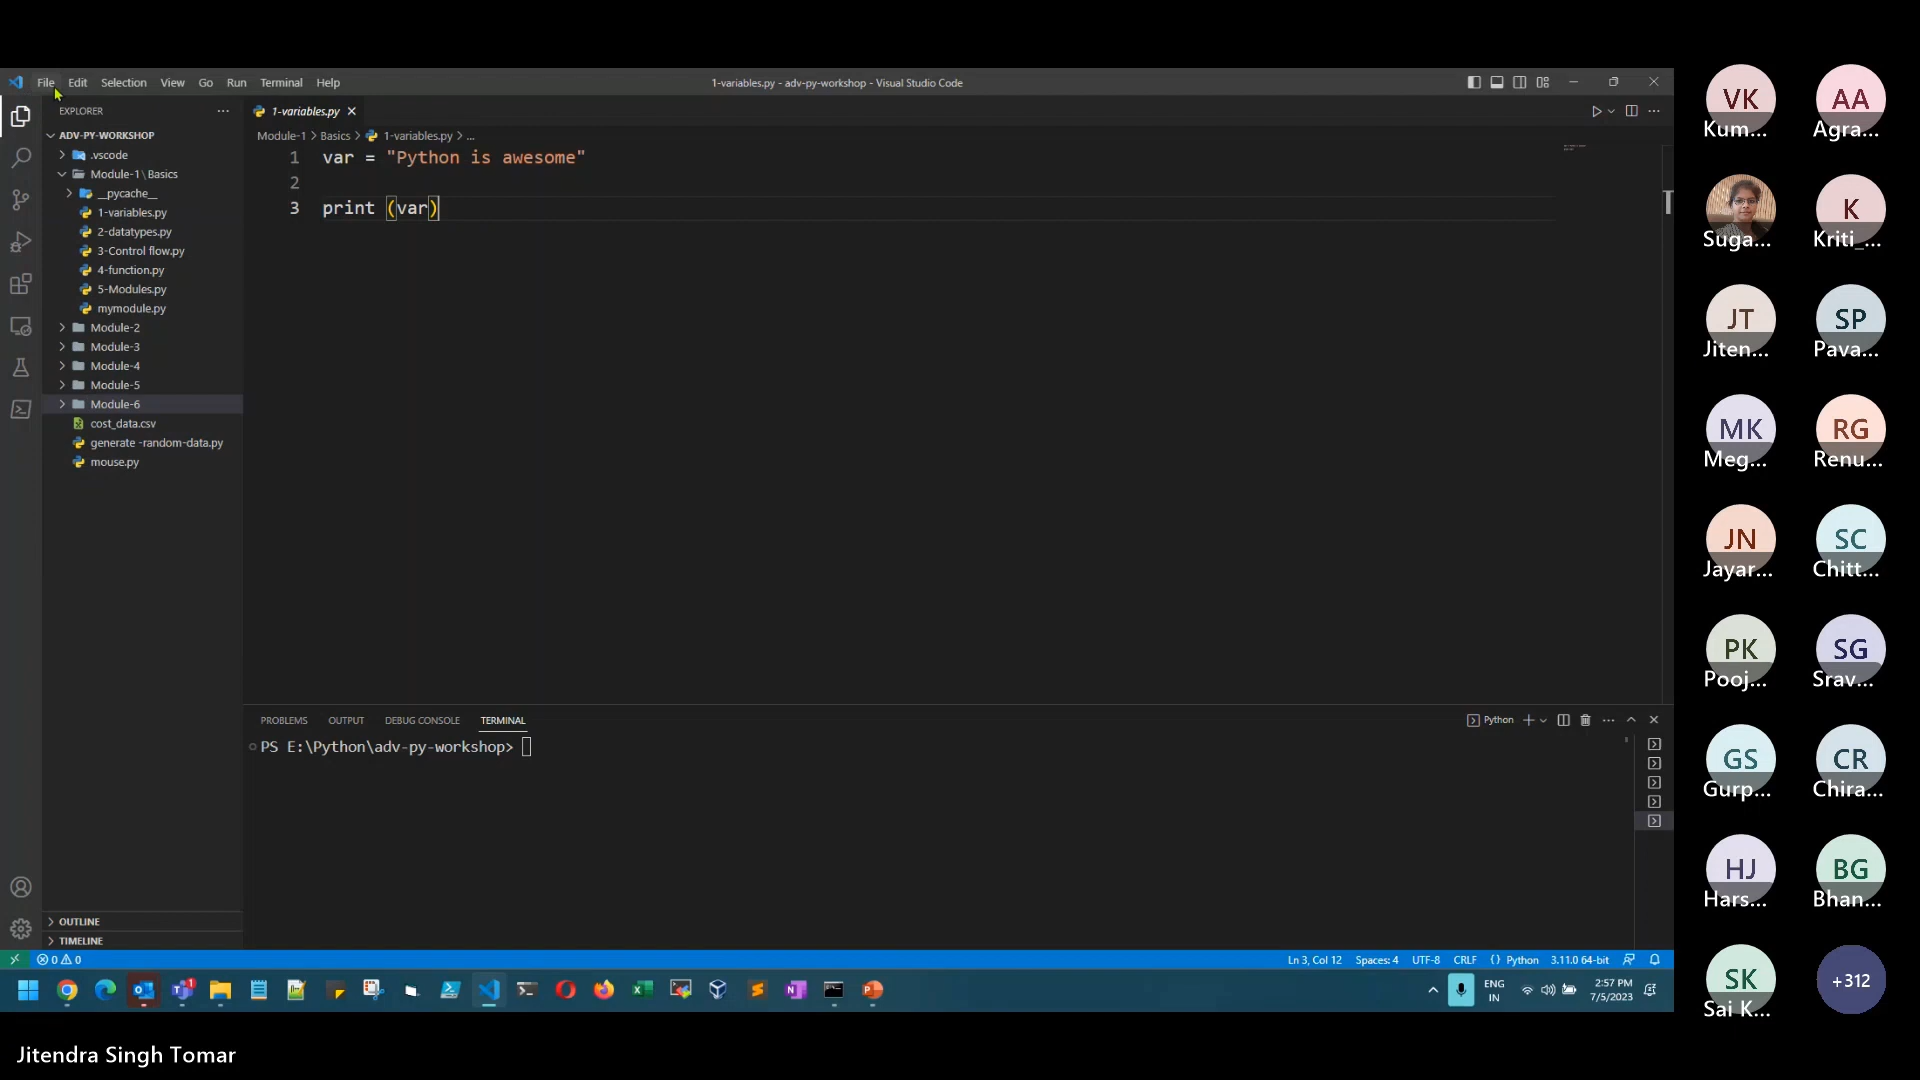 File Edit Selection View Go Run Terminal Help
1-variables.py - adv-py-workshop - Visual Studio Code
EXPLORER
ADV-PY-WORKSHOP
.vscode
Module-1\Basics
__pycache__
1-variables.py
2-datatypes.py
3-Control flow.py
4-function.py
5-Modules.py
mymodule.py
Module-2
Module-3
Module-4
Module-5
Module-6
cost_data.csv
generate -random-data.py
mouse.py
OUTLINE
TIMELINE
1-variables.py
Module-1 > Basics > 1-variables.py > ...
1 var = "Python is awesome"
2
3 print (var)
PROBLEMS OUTPUT DEBUG CONSOLE TERMINAL
Python
PS E:\Python\adv-py-workshop>
0 0
Ln 3, Col 12 Spaces: 4 UTF-8 CRLF {} Python 3.11.0 64-bit
ENG
IN
2:57 PM
7/5/2023
VK
Kum...
AA
Agra...
Suga...
K
Kriti_...
JT
Jiten...
SP
Pava...
MK
Meg...
RG
Renu...
JN
Jayar...
SC
Chitt...
PK
Pooj...
SG
Srav...
GS
Gurp...
CR
Chira...
HJ
Hars...
BG
Bhan...
SK
Sai K...
+312
Jitendra Singh Tomar